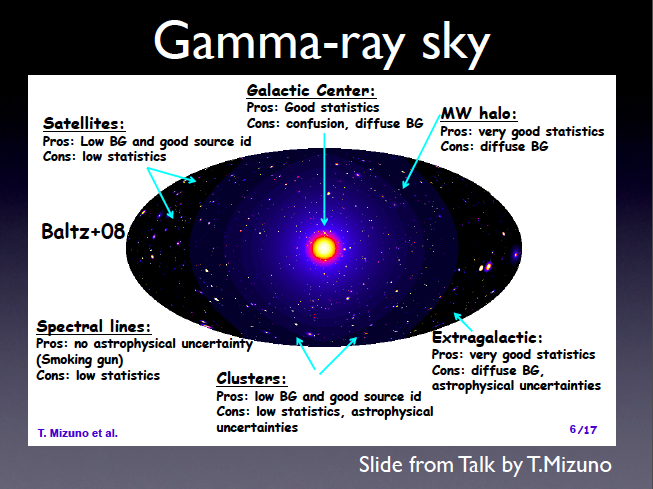 Gamma-ray sky
Galactic Center:
Pros: Good statistics
Cons: confusion, diffuse BG
Satellites:
Pros: Low BG and good source id
Cons: low statistics
MW halo:
Pros: very good statistics
Cons: diffuse BG
Baltz+08
Spectral lines:
Pros: no astrophysical uncertainty
(Smoking gun)
Cons: low statistics
Extragalactic:
Pros: very good statistics
Cons: diffuse BG,
astrophysical uncertainties
Clusters:
Pros: low BG and good source id
Cons: low statistics, astrophysical
uncertainties
T. Mizuno et al.
6/17
Slide from Talk by T.Mizuno